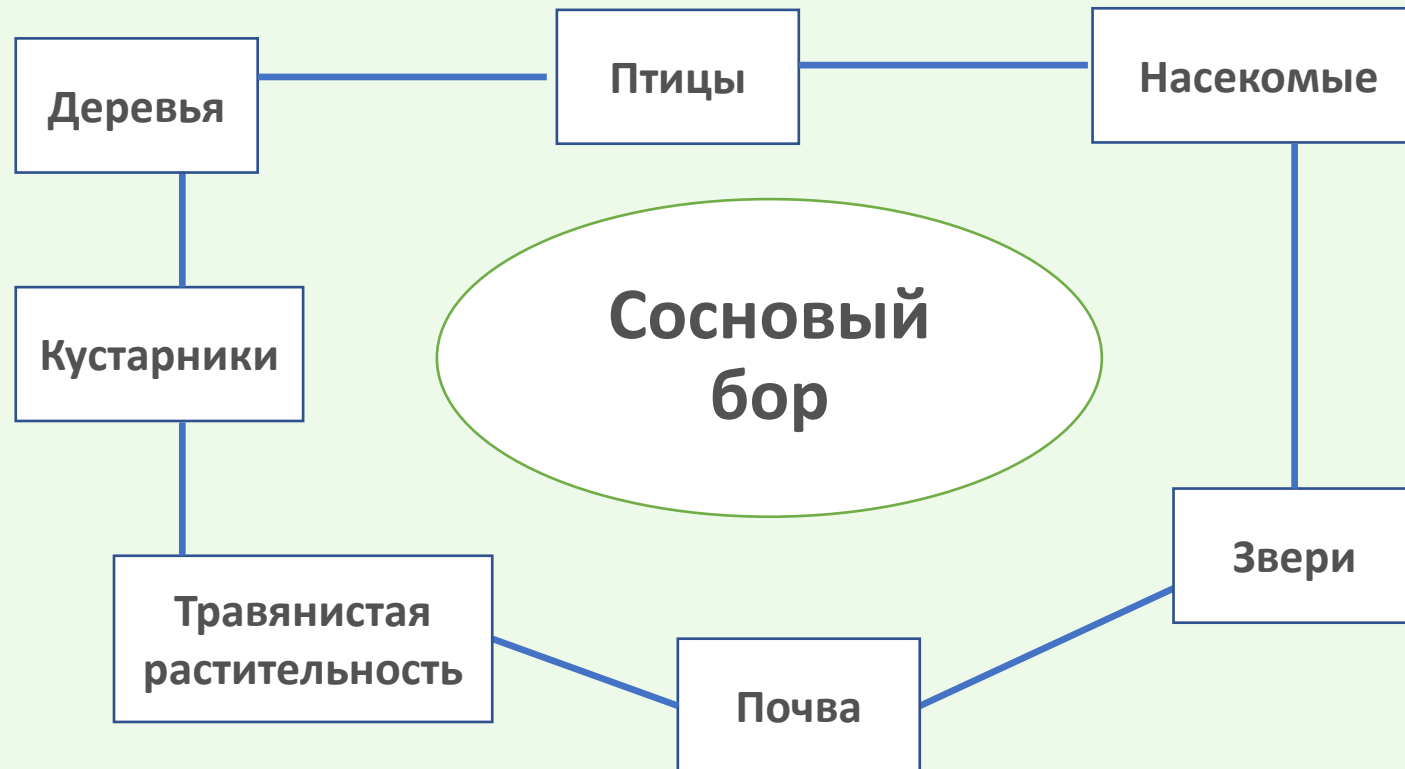 Деревья
Птицы
Насекомые
Сосновый
бор
Кустарники
Звери
Травянистая
растительность
Почва